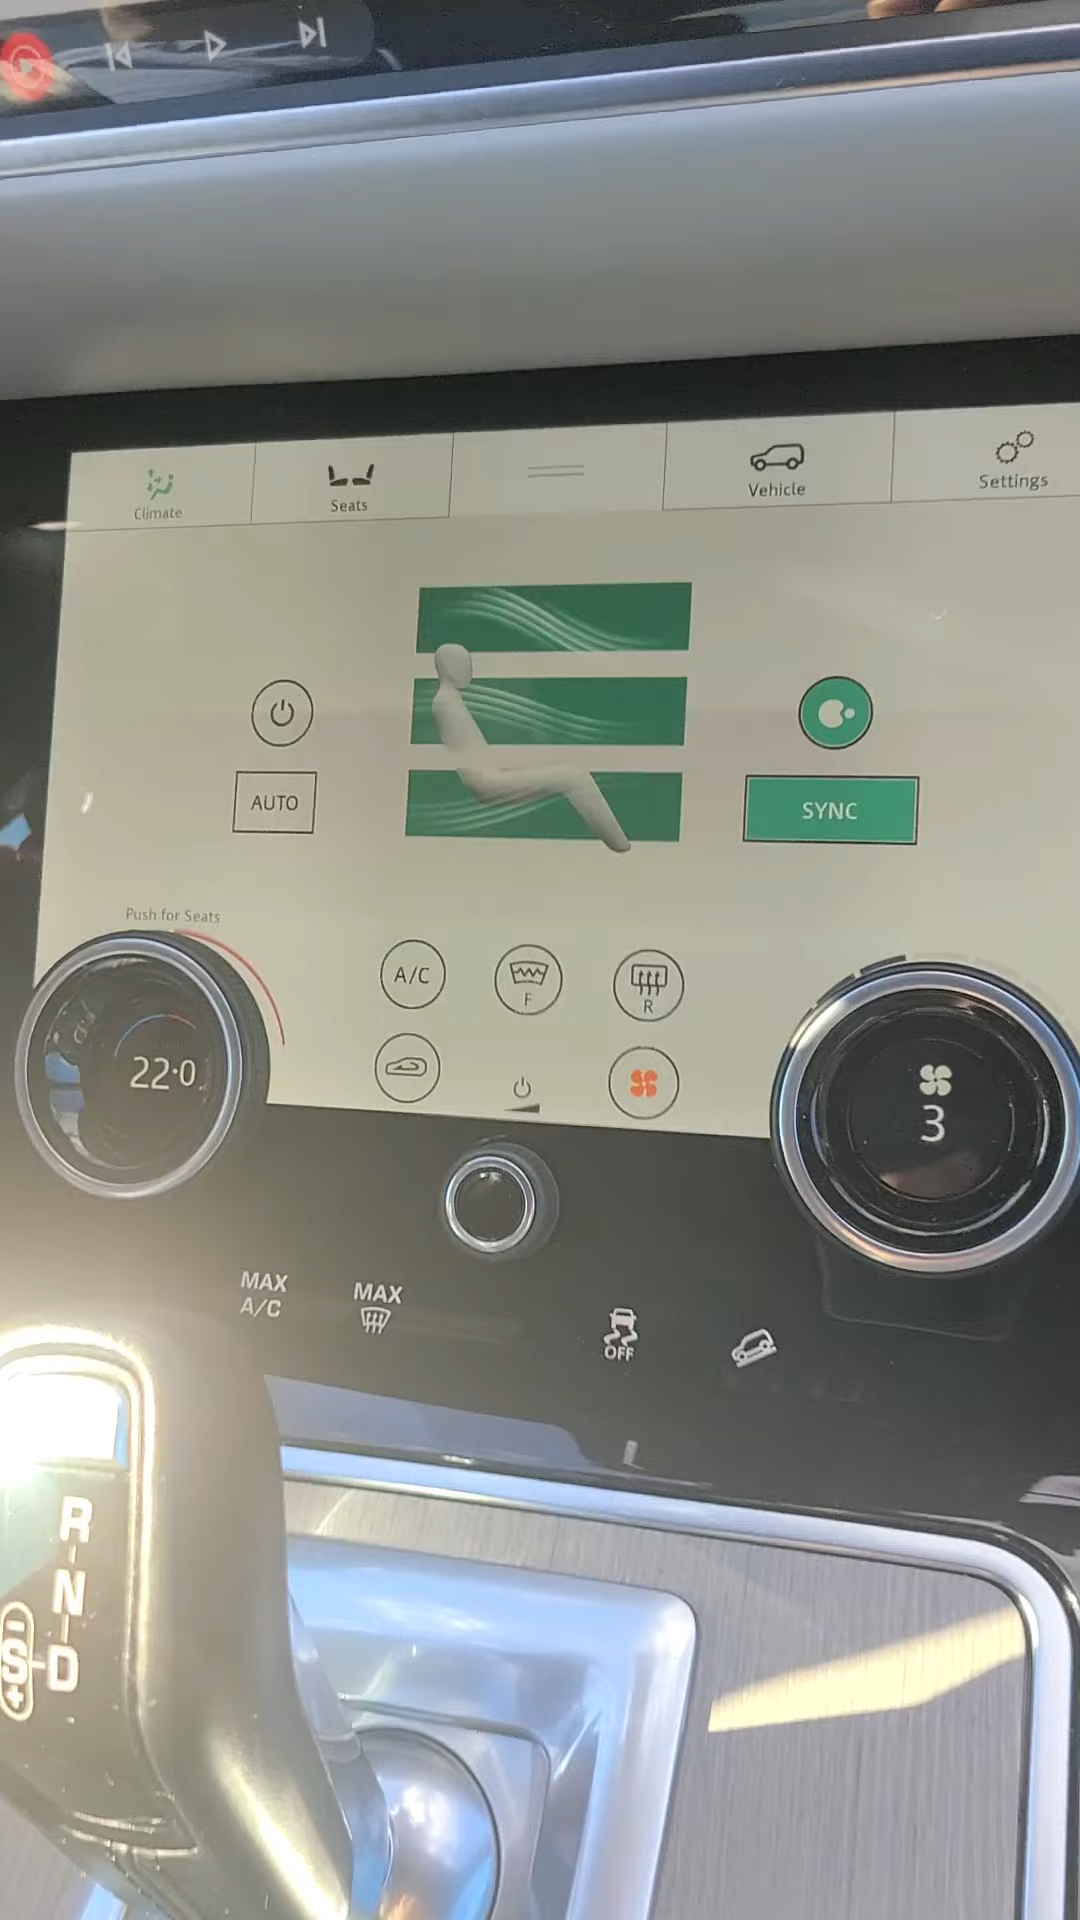 Climate
Seats
Vehicle
Settings
AUTO
SYNC
Push for Seats
A/C
F
R
22·0
3
MAX
A/C
MAX
OFF
R
N
D
S